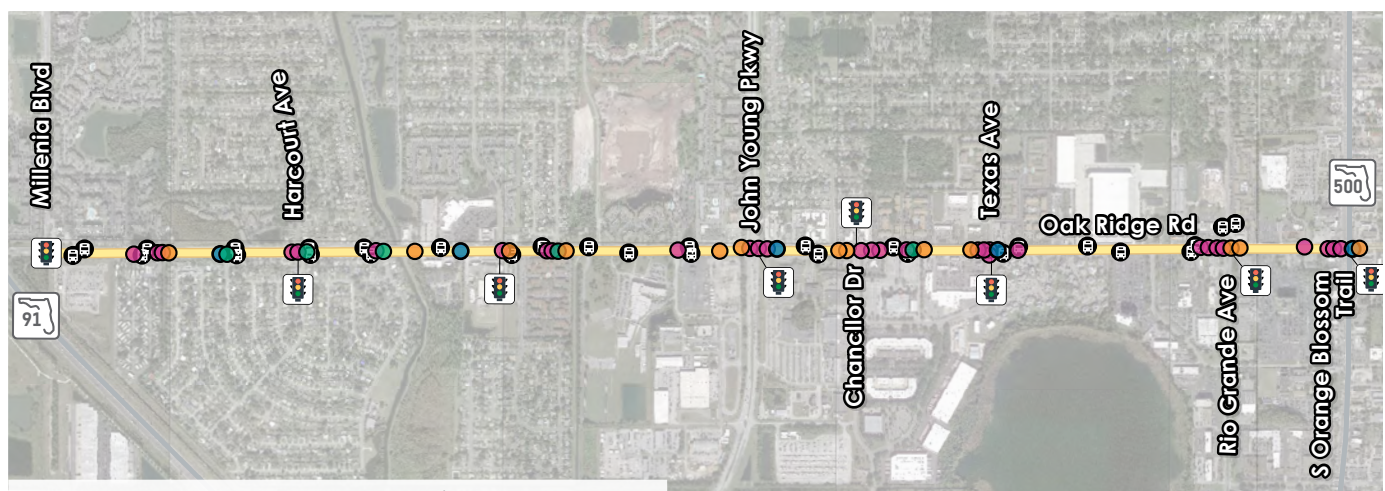 Millenia Blvd
Harcourt Ave
John Young Pkwy
Chancllor Dr
Texas Ave
Oak Ridge Rd
Rio Grande Ave
S Orange Blossom
Trail
500
91